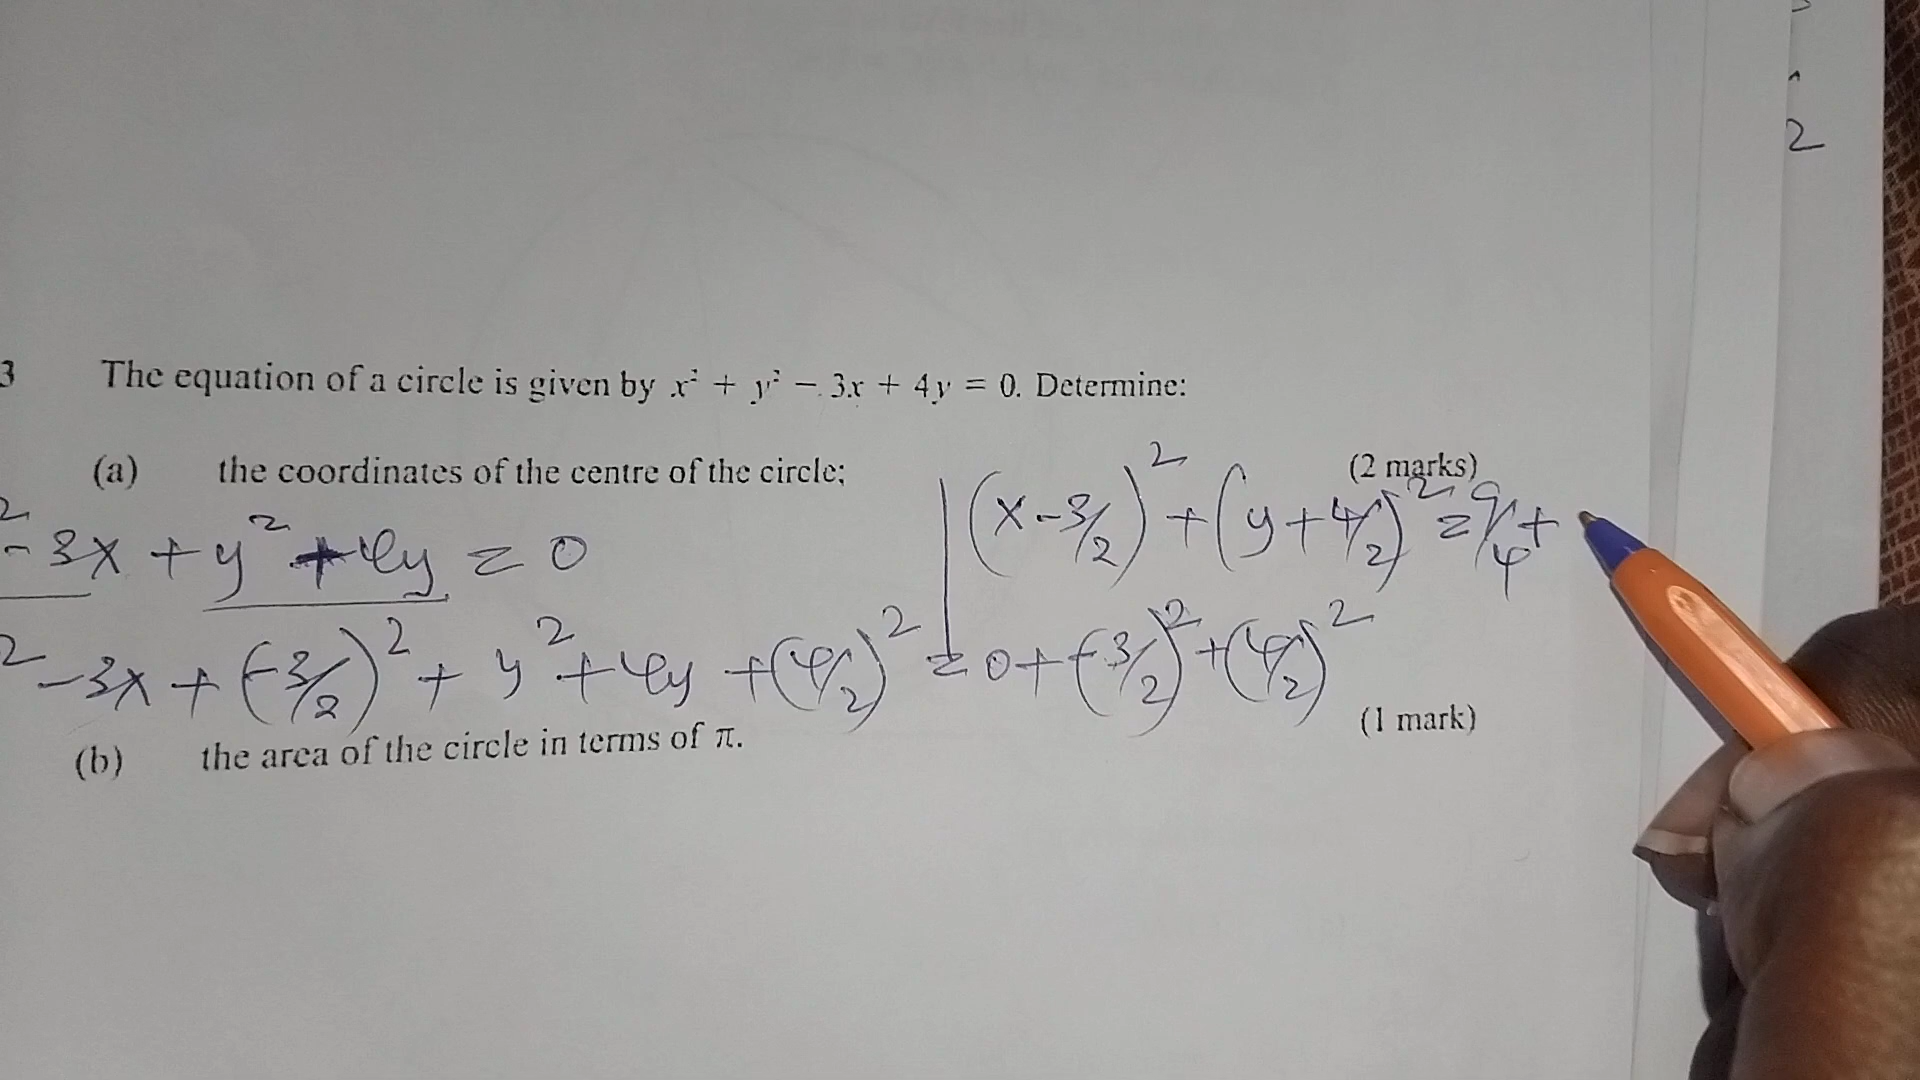 3 The equation of a circle is given by x² + y² − 3x + 4y = 0. Determine:
(a) the coordinates of the centre of the circle; (2 marks)
² - 3x + y² + 4y = 0
(x - 3/2)² + (y + 4/2)² = 9/4 +
² - 3x + (-3/2)² + y² + 4y + (4/2)² = 0 + (-3/2)² + (4/2)²
(1 mark)
(b) the area of the circle in terms of π.
2